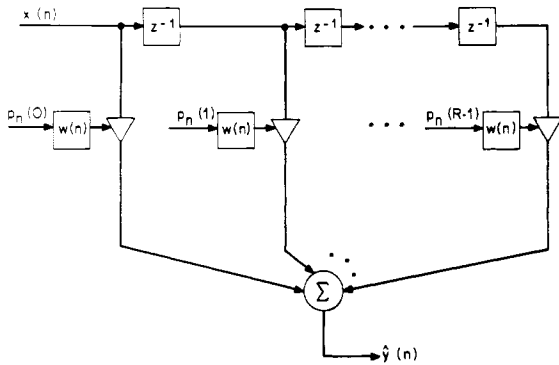 x (n)
z⁻¹
z⁻¹
. . .
z⁻¹
pₙ(0)
w(n)
pₙ(1)
w(n)
. . .
pₙ(R-1)
w(n)
Σ
ŷ (n)